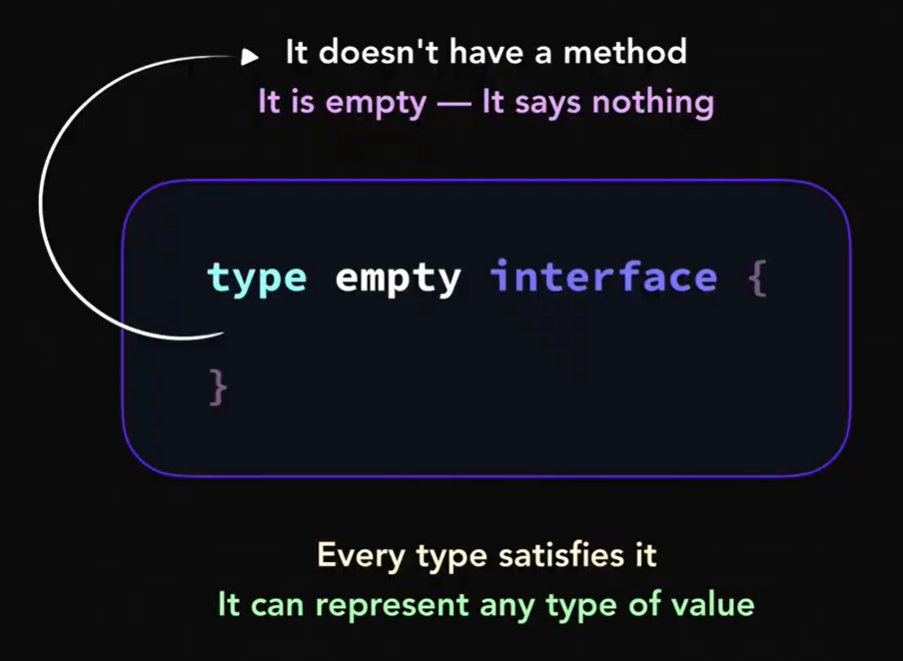 It doesn't have a method
It is empty — It says nothing
type empty interface {
}
Every type satisfies it
It can represent any type of value